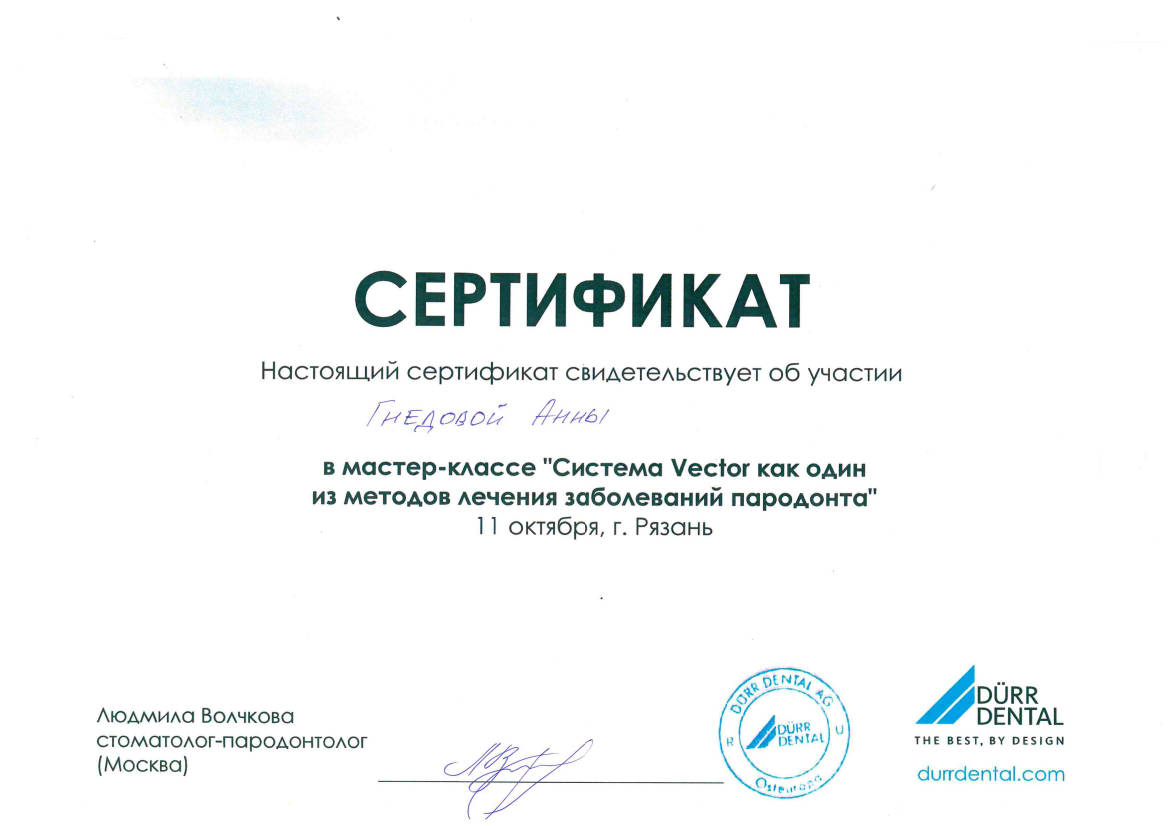 СЕРТИФИКАТ
Настоящий сертификат свидетельствует об участии
Гнедовой Анны
в мастер-классе "Система Vector как один
из методов лечения заболеваний пародонта"
11 октября, г. Рязань
Людмила Волчкова
стоматолог-пародонтолог
(Москва)
DÜRR DENTAL AG
R U
DÜRR
DENTAL
Osteuropa
DÜRR
DENTAL
THE BEST, BY DESIGN
durrdental.com